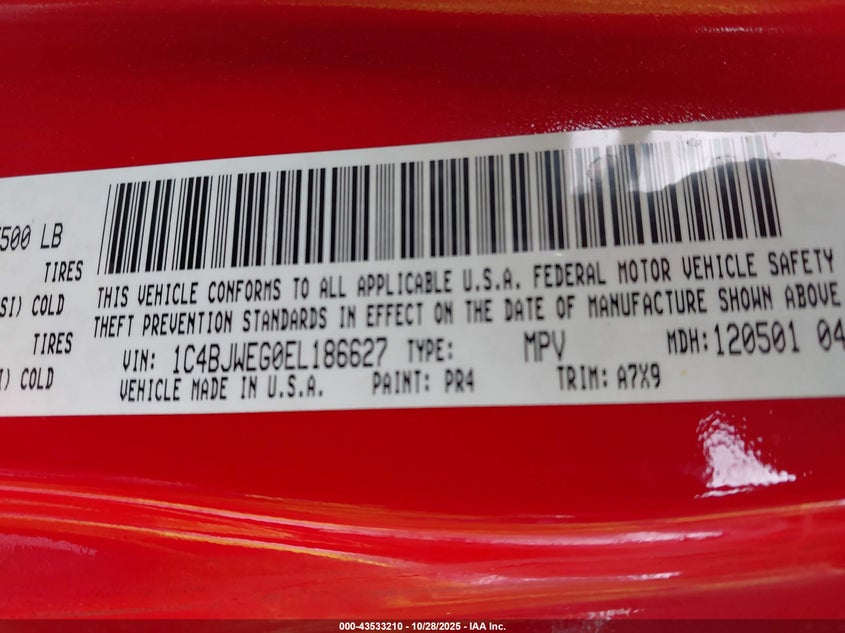 500 LB
TIRES
SI) COLD
TIRES
I) COLD
THIS VEHICLE CONFORMS TO ALL APPLICABLE U.S.A. FEDERAL MOTOR VEHICLE SAFETY
THEFT PREVENTION STANDARDS IN EFFECT ON THE DATE OF MANUFACTURE SHOWN ABOVE
VIN: 1C4BJWEG0EL186627 TYPE: MPV MDH: 120501 04
VEHICLE MADE IN U.S.A. PAINT: PR4 TRIM: A7X9
000-43533210 - 10/28/2025 - IAA Inc.